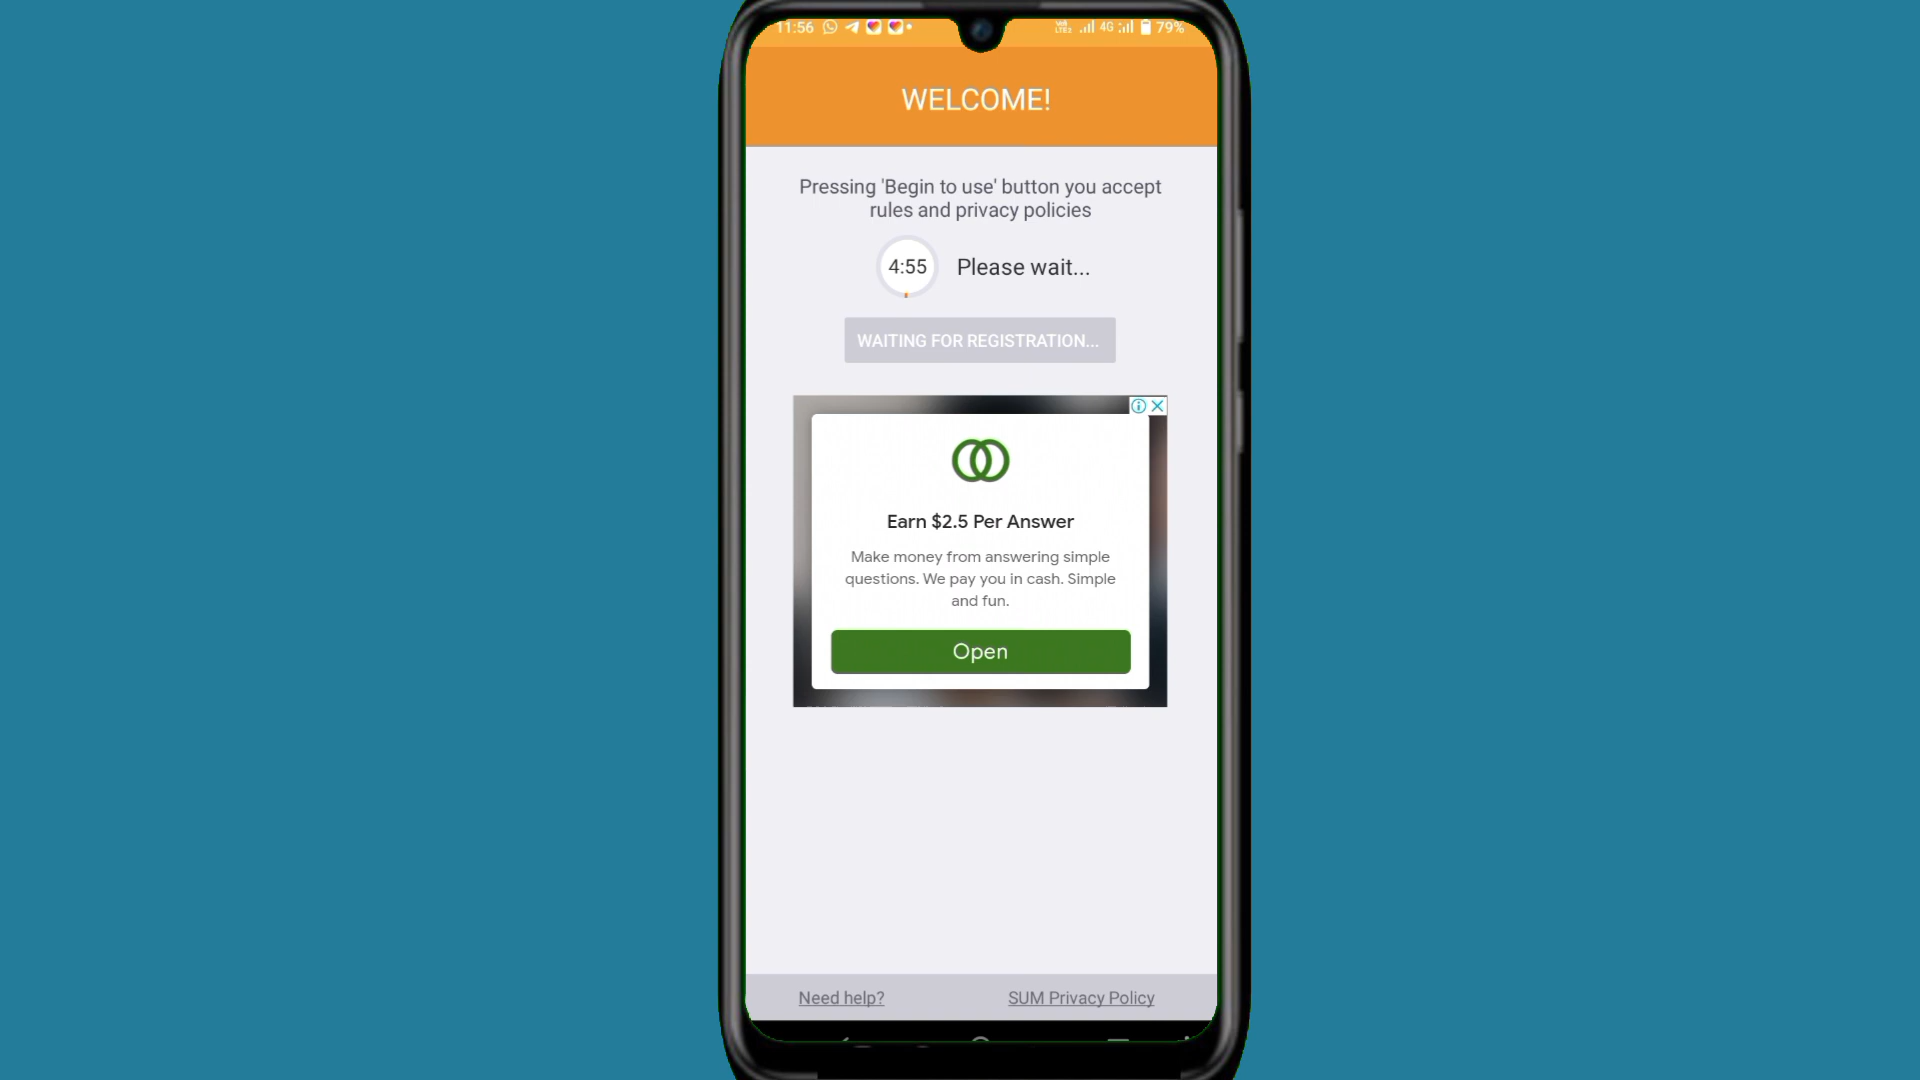 11:56
4G 79%
WELCOME!
Pressing 'Begin to use' button you accept
rules and privacy policies
4:55 Please wait...
WAITING FOR REGISTRATION...
Earn $2.5 Per Answer
Make money from answering simple
questions. We pay you in cash. Simple
and fun.
Open
Need help? SUM Privacy Policy